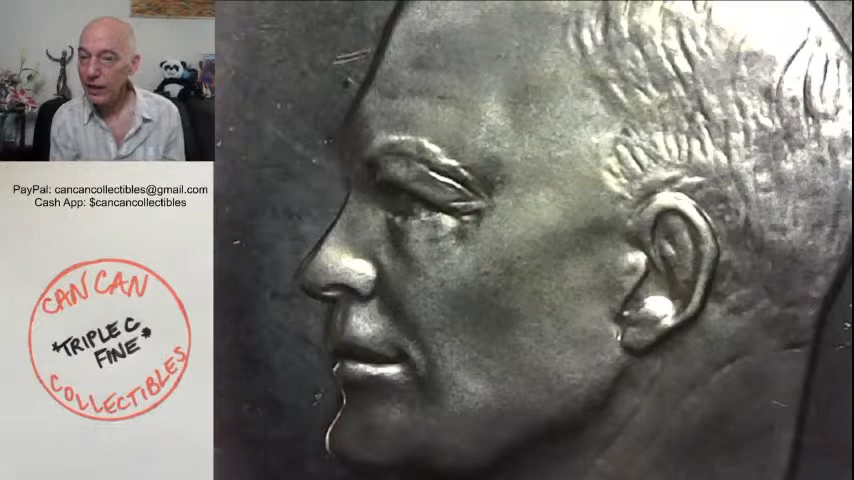 PayPal: cancancollectibles@gmail.com
Cash App: $cancancollectibles
CAN CAN
*TRIPLE C
FINE*
COLLECTIBLES